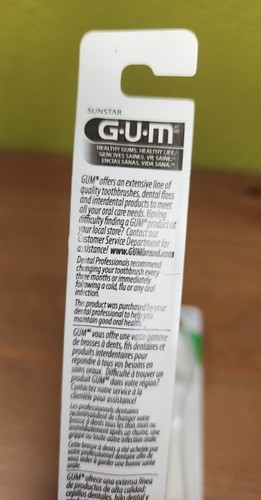 SUNSTAR
G·U·M®
HEALTHY GUMS. HEALTHY LIFE.®
GENCIVES SAINES. VIE SAINE.®
ENCÍAS SANAS. VIDA SANA.®
GUM® offers an extensive line of
quality toothbrushes, dental floss
and interdental products to meet
all your oral care needs. Having
difficulty finding a GUM® product at
your local store? Contact our
Customer Service Department for
assistance! www.GUMbrand.com
Dental Professionals recommend
changing your toothbrush every
three months or immediately
following a cold, flu or any oral
infection.
This product was purchased by your
dental professional to help you
maintain good oral health.
GUM® vous offre une vaste gamme
de brosses à dents, fils dentaires et
produits interdentaires pour
répondre à tous vos besoins en
soins oraux. Difficulté à trouver un
produit GUM® dans votre région?
Contactez notre service à la
clientèle pour assistance!
Les professionnels dentaires
recommandent de changer votre
brosse à dents tous les trois mois ou
immédiatement après un rhume, une
grippe ou toute autre infection orale.
Cette brosse à dents a été achetée par
votre professionnel dentaire afin de
vous aider à garder une bonne santé
orale.
GUM® ofrece una extensa línea
de productos de alta calidad:
cepillos dentales, hilo dental